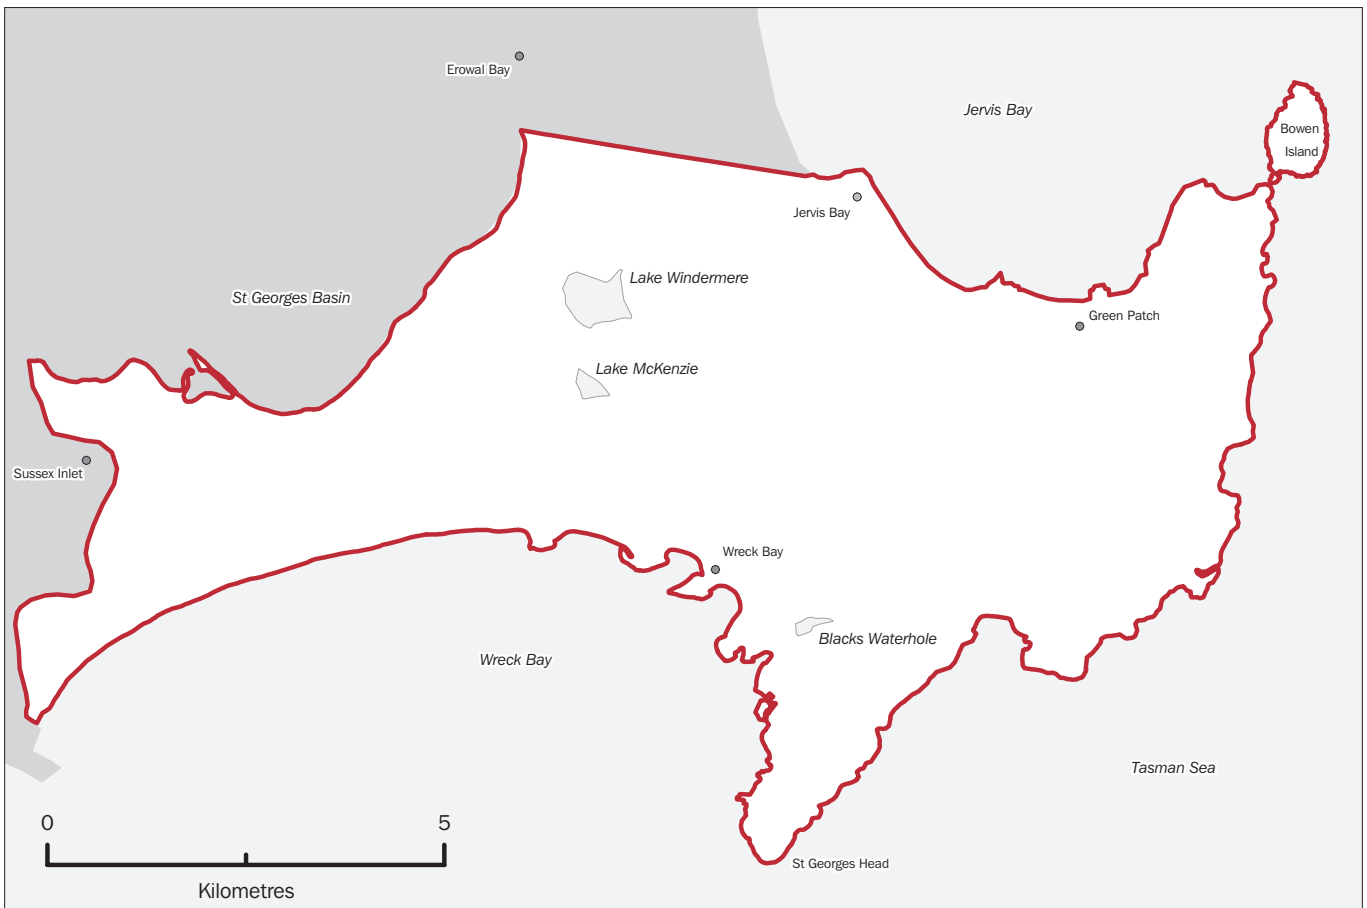 Erowal Bay
Jervis Bay
Bowen
Island
Jervis Bay
Lake Windermere
St Georges Basin
Green Patch
Lake McKenzie
Sussex Inlet
Wreck Bay
Blacks Waterhole
Wreck Bay
Tasman Sea
0 5
Kilometres
St Georges Head